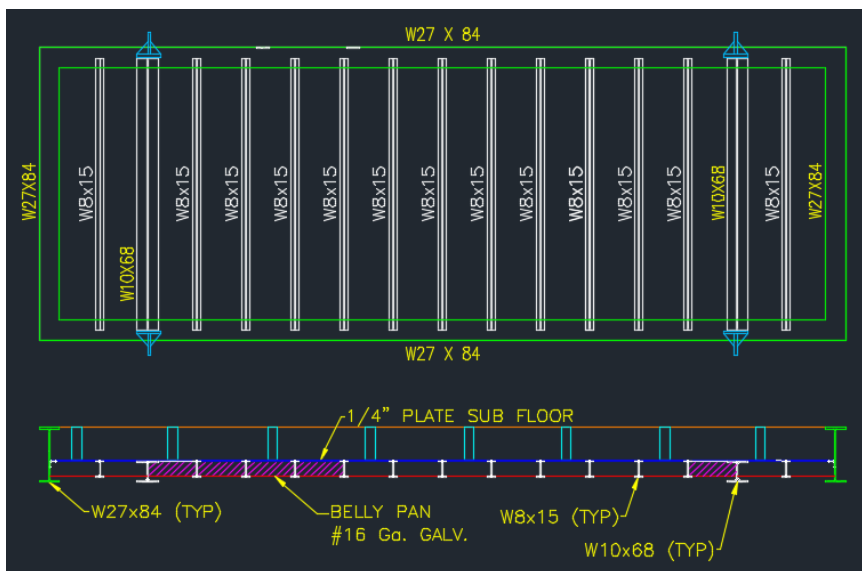 W27 X 84
W27X84
W8x15
W10X68
W8x15
W8x15
W8x15
W8x15
W8x15
W8x15
W8x15
W8x15
W8x15
W8x15
W10X68
W8x15
W27X84
W27 X 84
1/4" PLATE SUB FLOOR
W27x84 (TYP)
BELLY PAN
#16 Ga. GALV.
W8x15 (TYP)
W10x68 (TYP)